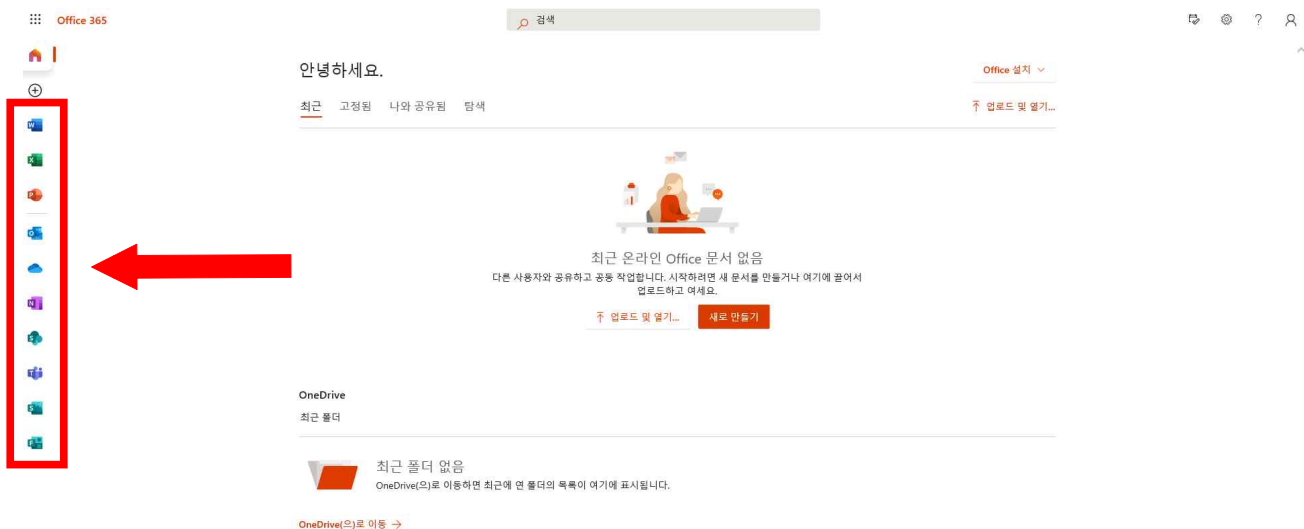 Office 365
검색
안녕하세요.
Office 설치
최근 고정됨 나와 공유됨 탐색
업로드 및 열기...
최근 온라인 Office 문서 없음
다른 사용자와 공유하고 공동 작업합니다. 시작하려면 새 문서를 만들거나 여기에 끌어서
업로드하고 여세요.
업로드 및 열기... 새로 만들기
OneDrive
최근 폴더
최근 폴더 없음
OneDrive(으)로 이동하면 최근에 연 폴더의 목록이 여기에 표시됩니다.
OneDrive(으)로 이동 →